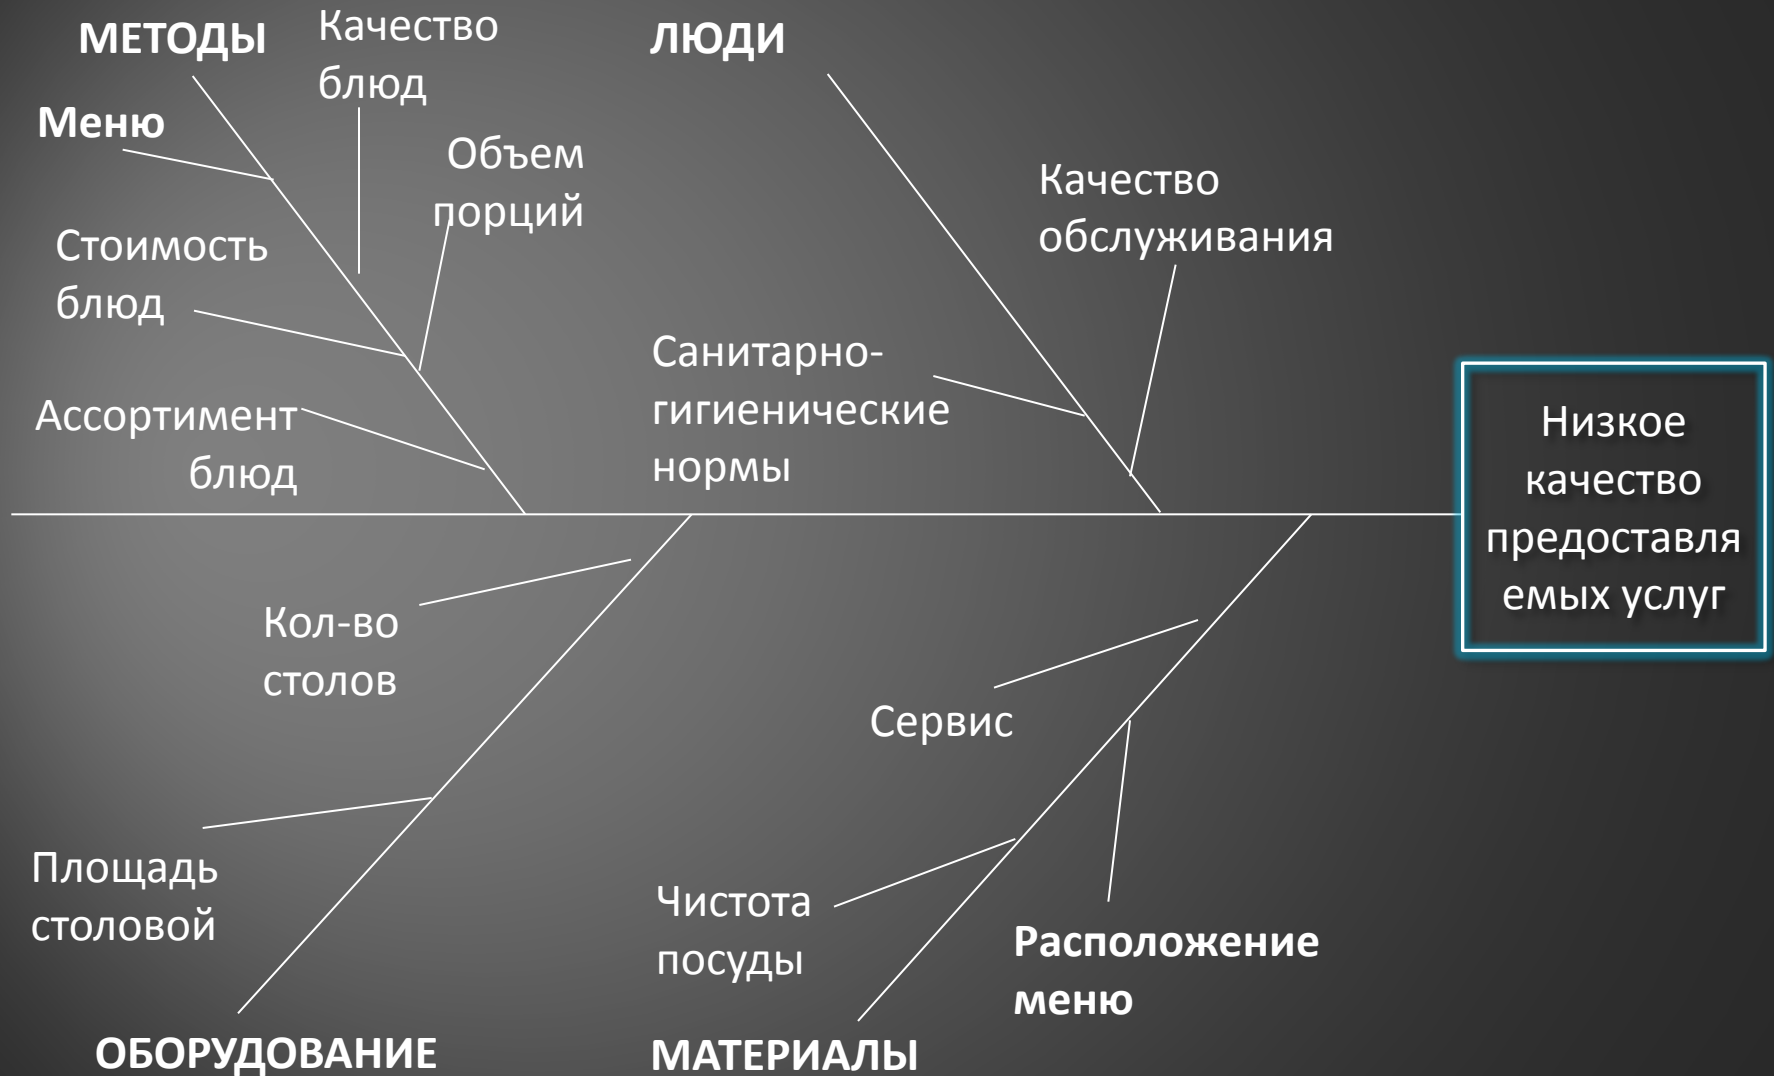 МЕТОДЫ
Качество
блюд
ЛЮДИ
Меню
Объем
порций
Качество
обслуживания
Стоимость
блюд
Санитарно-
гигиенические
нормы
Ассортимент
блюд
Низкое
качество
предоставля
емых услуг
Кол-во
столов
Сервис
Площадь
столовой
Чистота
посуды
Расположение
меню
ОБОРУДОВАНИЕ
МАТЕРИАЛЫ